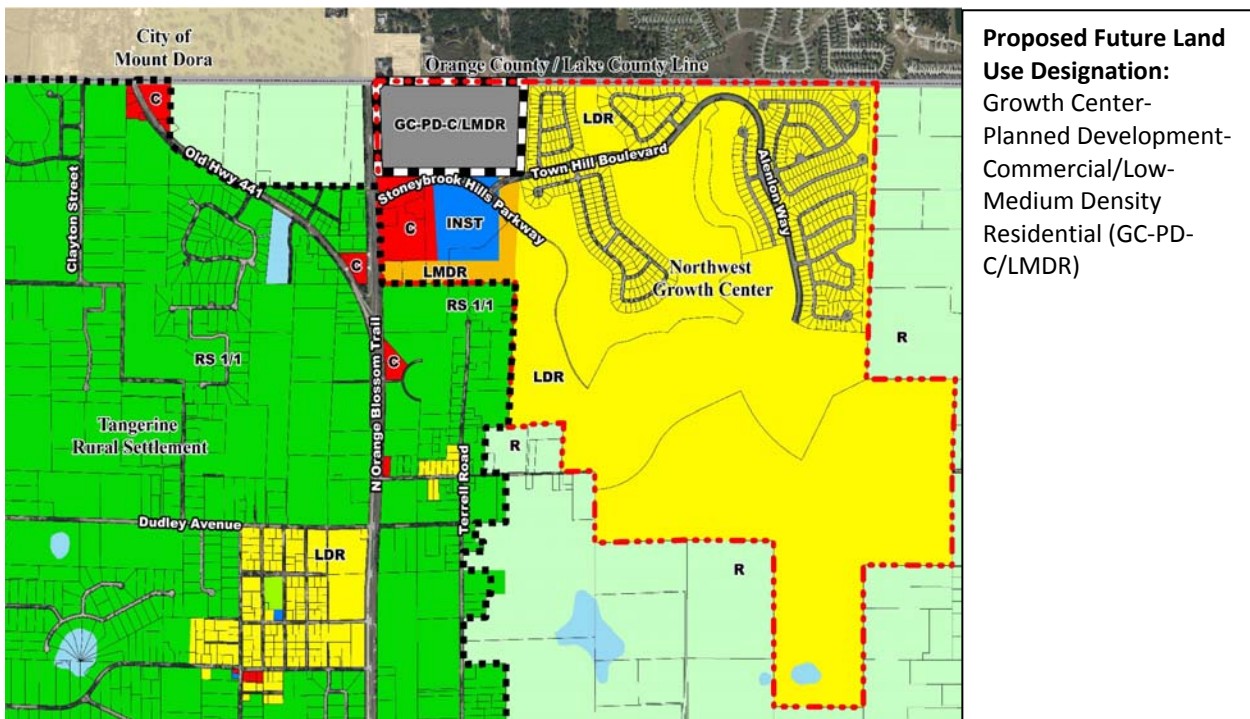 City of
Mount Dora
Orange County / Lake County Line
C
GC-PD-C/LMDR
LDR
Town Hill Boulevard
Alenlon Way
Old Hwy 441
Clayton Street
Stoneybrook Hills Parkway
C
INST
C
LMDR
Northwest
Growth Center
RS 1/1
RS 1/1
C
N Orange Blossom Trail
R
LDR
Tangerine
Rural Settlement
R
Terrell Road
Dudley Avenue
LDR
R
Proposed Future Land
Use Designation:
Growth Center-
Planned Development-
Commercial/Low-
Medium Density
Residential (GC-PD-
C/LMDR)